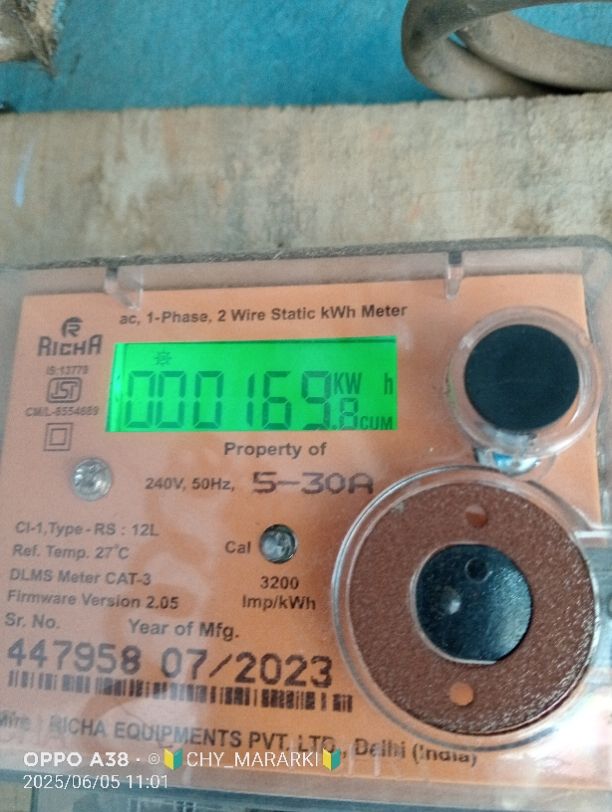 ac, 1-Phase, 2 Wire Static kWh Meter
RICHA
IS:13779
ISI
CM/L-8554689
000169.8 KW h
CUM
Property of
240V, 50Hz, 5-30A
Cl-1,Type - RS : 12L
Ref. Temp. 27°C
Cal
DLMS Meter CAT-3
3200
Imp/kWh
Firmware Version 2.05
Sr. No. Year of Mfg.
447958 07/2023
RICHA EQUIPMENTS PVT. LTD., Delhi (India)
OPPO A38 · ©🔰CHY_MARARKI🔰
2025/06/05 11:01